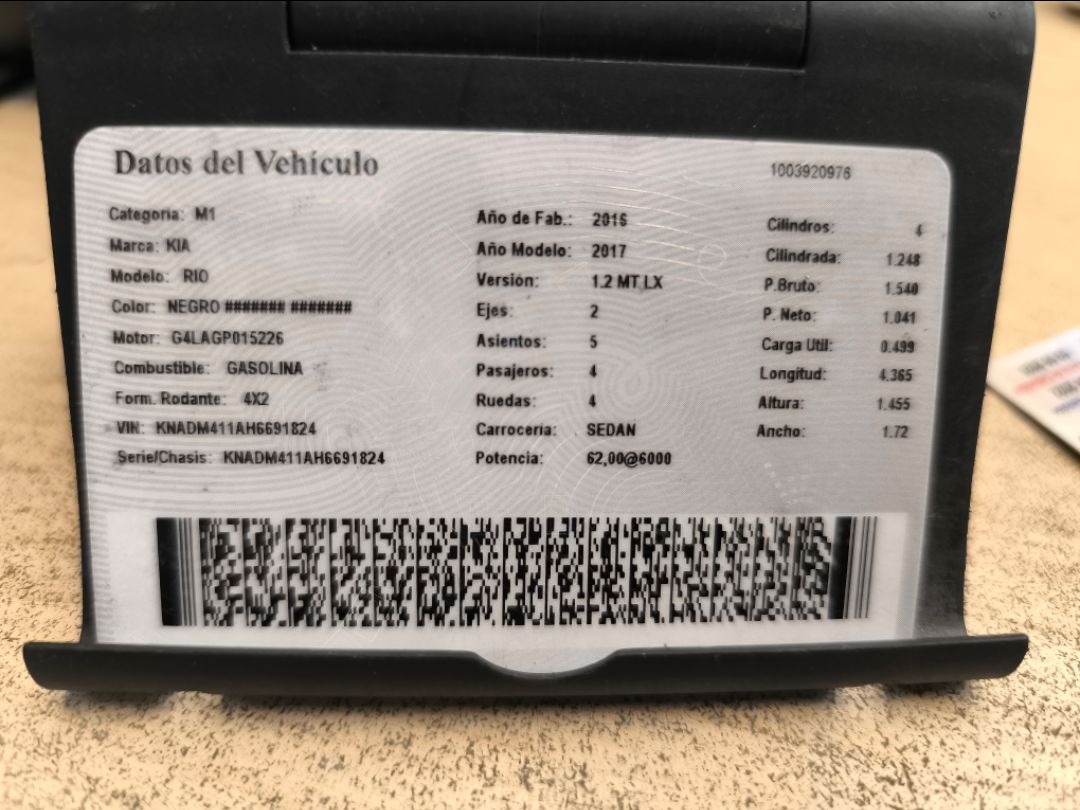 Datos del Vehículo
1003920976
Categoria: M1
Marca: KIA
Modelo: RIO
Color: NEGRO ####### #######
Motor: G4LAGP015226
Combustible: GASOLINA
Form. Rodante: 4X2
VIN: KNADM411AH6691824
Serie/Chasis: KNADM411AH6691824
Año de Fab.: 2016
Año Modelo: 2017
Versión: 1.2 MT LX
Ejes: 2
Asientos: 5
Pasajeros: 4
Ruedas: 4
Carroceria: SEDAN
Potencia: 62,00@6000
Cilindros: 4
Cilindrada: 1.248
P.Bruto: 1.540
P. Neto: 1.041
Carga Util: 0.499
Longitud: 4.365
Altura: 1.455
Ancho: 1.72